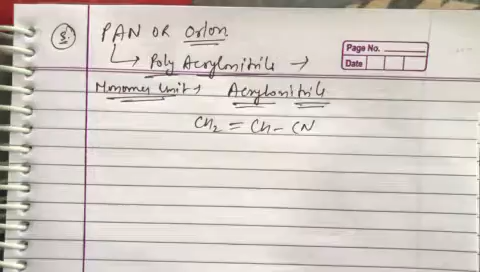 8.
PAN OR Orlon
Page No.
Date
↳ Poly Acrylonitrile →
Monomer Unit → Acrylonitrile
CH₂ = CH - CN